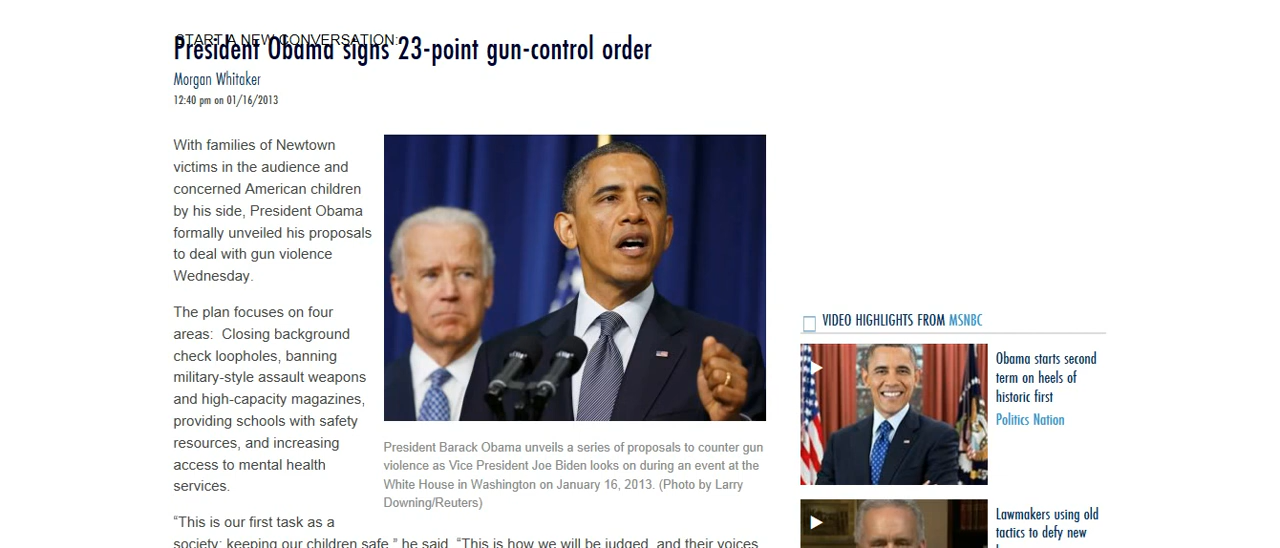 START A NEW CONVERSATION:
President Obama signs 23-point gun-control order
Morgan Whitaker
12:40 pm on 01/16/2013
With families of Newtown
victims in the audience and
concerned American children
by his side, President Obama
formally unveiled his proposals
to deal with gun violence
Wednesday.
The plan focuses on four
areas:  Closing background
check loopholes, banning
military-style assault weapons
and high-capacity magazines,
providing schools with safety
resources, and increasing
access to mental health
services.
“This is our first task as a
society: keeping our children safe,” he said. “This is how we will be judged, and their voices
President Barack Obama unveils a series of proposals to counter gun
violence as Vice President Joe Biden looks on during an event at the
White House in Washington on January 16, 2013. (Photo by Larry
Downing/Reuters)
VIDEO HIGHLIGHTS FROM MSNBC
Obama starts second
term on heels of
historic first
Politics Nation
Lawmakers using old
tactics to defy new